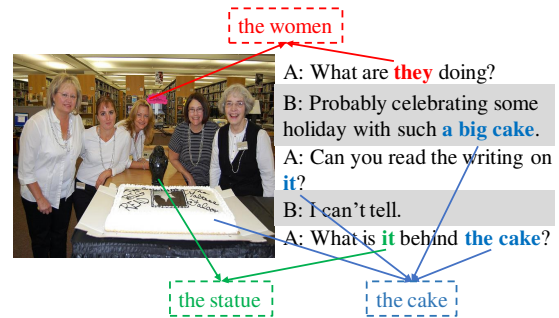 the women
A: What are they doing?
B: Probably celebrating some
holiday with such a big cake.
A: Can you read the writing on
it?
B: I can't tell.
A: What is it behind the cake?
the statue
the cake